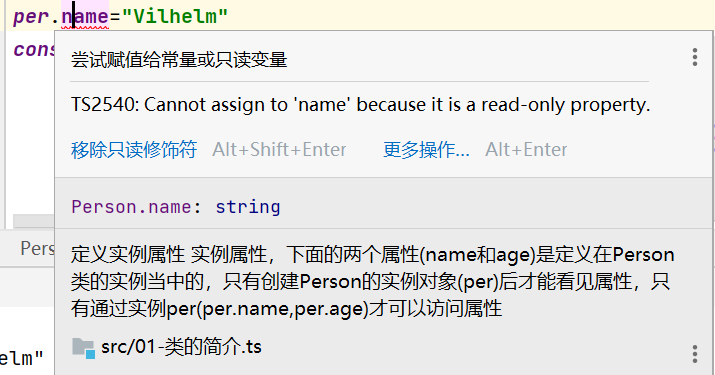 per.name="Vilhelm"
cons
尝试赋值给常量或只读变量
TS2540: Cannot assign to 'name' because it is a read-only property.
移除只读修饰符 Alt+Shift+Enter 更多操作... Alt+Enter
Person.name: string
Pers
定义实例属性 实例属性，下面的两个属性(name和age)是定义在Person
类的实例当中的，只有创建Person的实例对象(per)后才能看见属性，只
有通过实例per(per.name,per.age)才可以访问属性
src/01-类的简介.ts
elm"